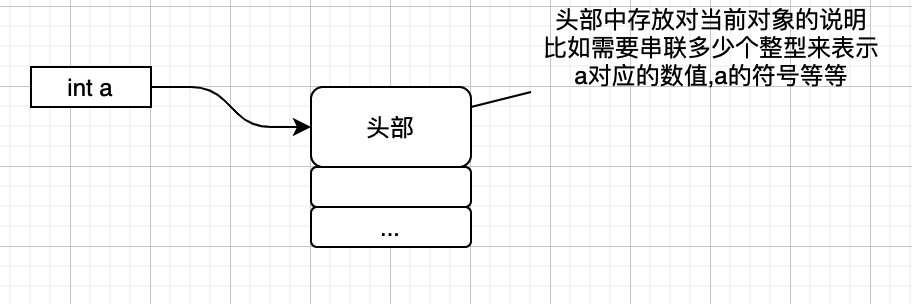 头部中存放对当前对象的说明
比如需要串联多少个整型来表示
a对应的数值,a的符号等等
int a
头部
...